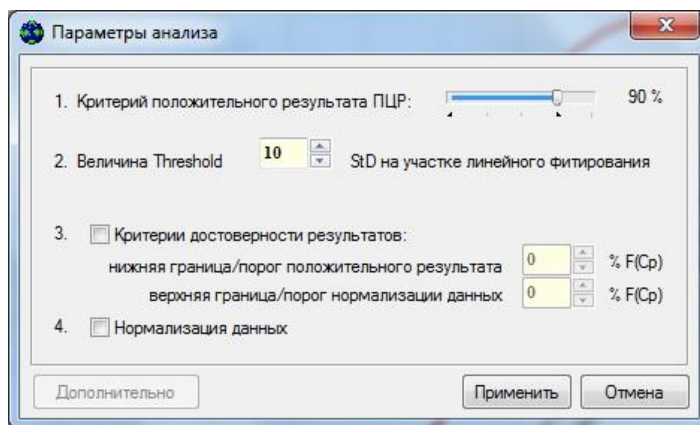 Параметры анализа
1. Критерий положительного результата ПЦР: 90 %
2. Величина Threshold 10 StD на участке линейного фитирования
3. Критерии достоверности результатов:
нижняя граница/порог положительного результата 0 % F(Cp)
верхняя граница/порог нормализации данных 0 % F(Cp)
4. Нормализация данных
Дополнительно Применить Отмена